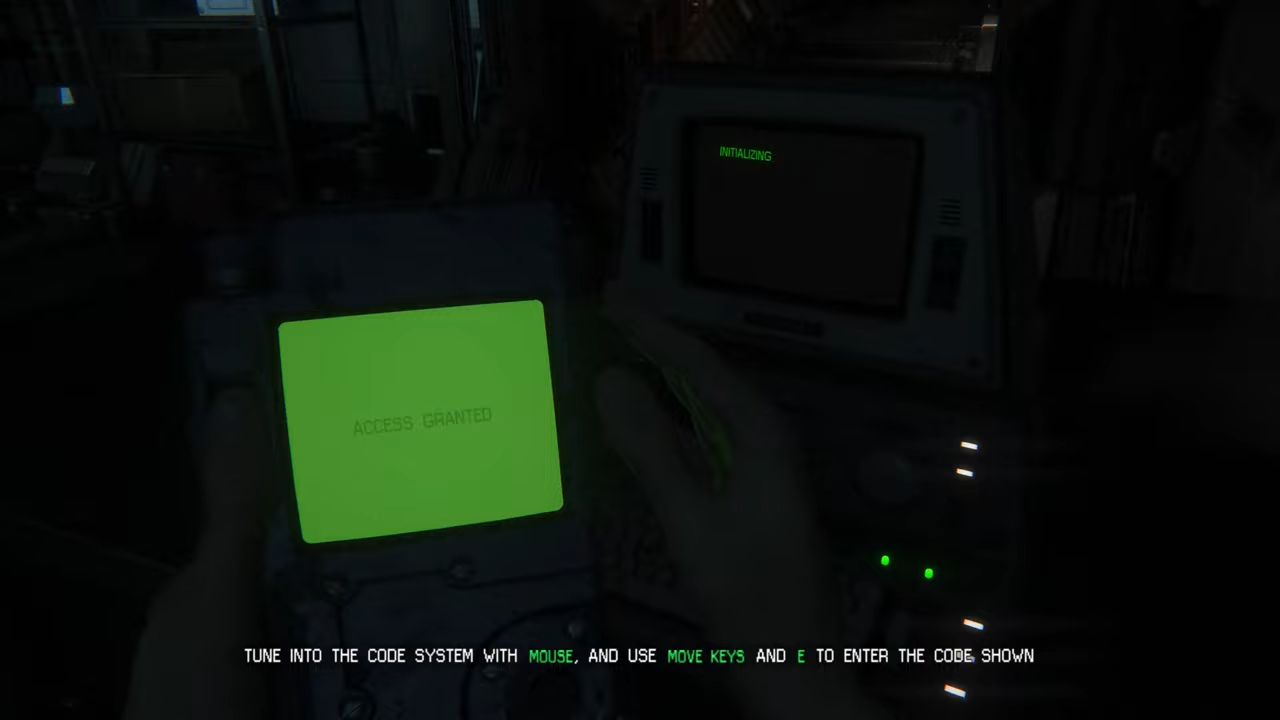 INITIALIZING
ACCESS GRANTED
TUNE INTO THE CODE SYSTEM WITH MOUSE, AND USE MOVE KEYS AND E TO ENTER THE CODE SHOWN